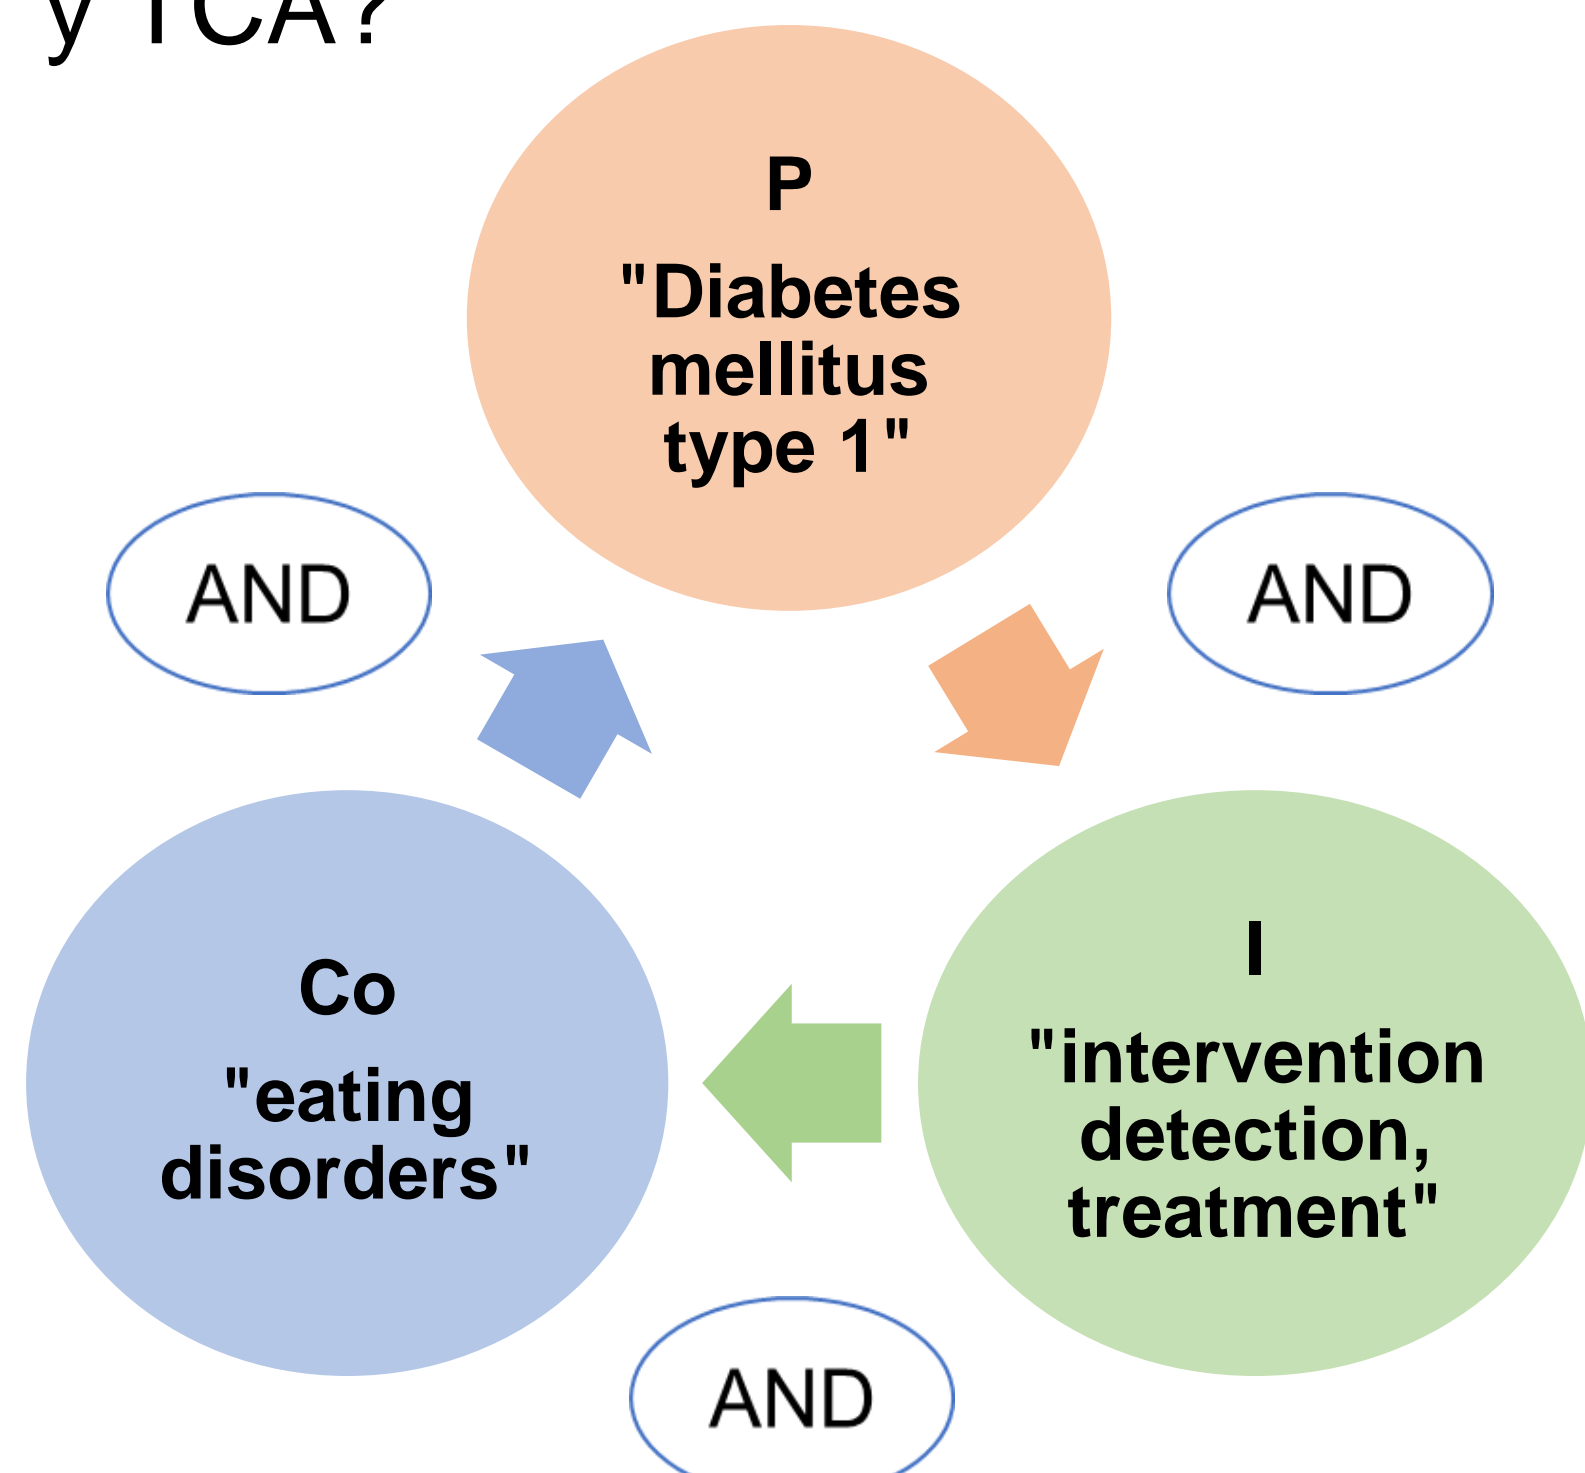 y TCA?
P
"Diabetes
mellitus
type 1"
AND
AND
Co
"eating
disorders"
I
"intervention
detection,
treatment"
AND